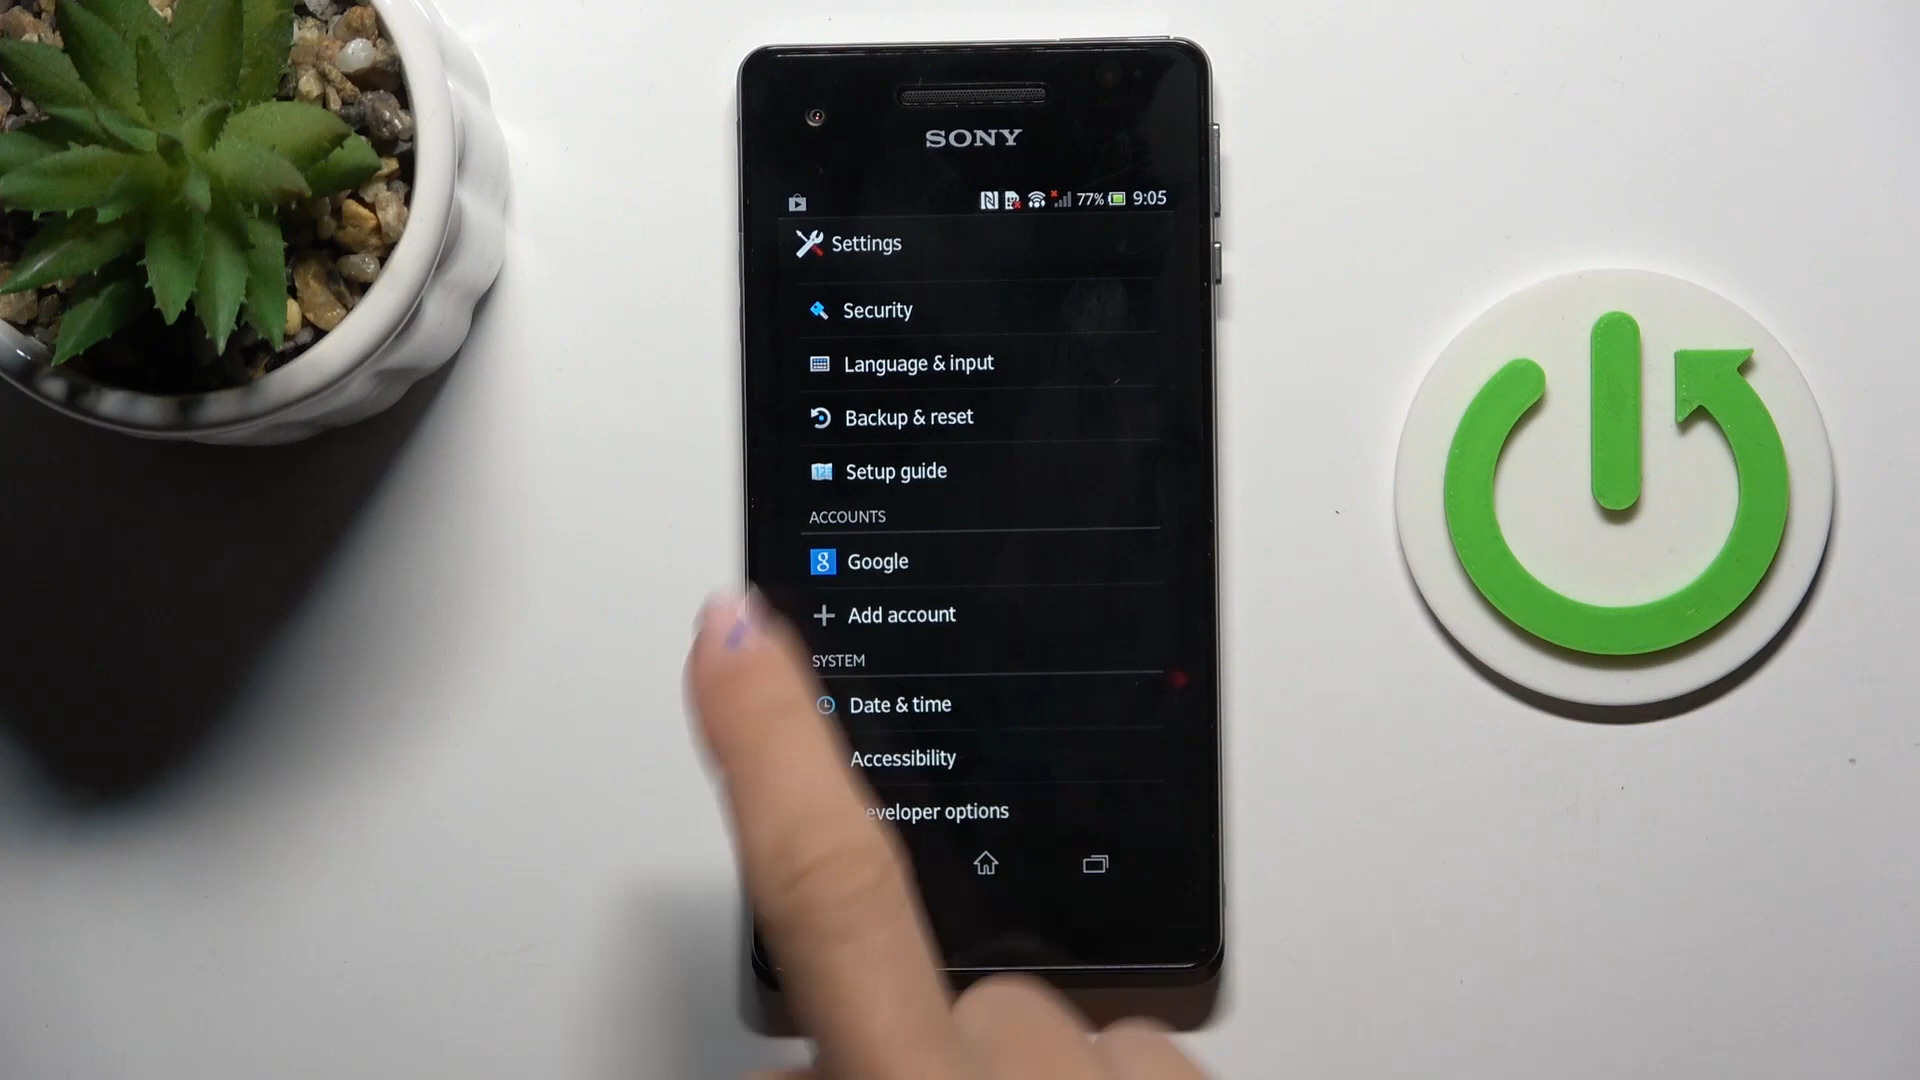 SONY
77% 9:05
Settings
Security
Language & input
Backup & reset
Setup guide
ACCOUNTS
Google
Add account
SYSTEM
Date & time
Accessibility
eveloper options